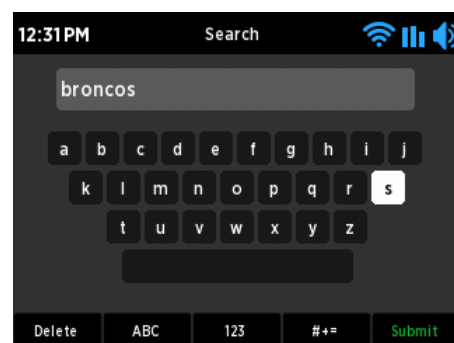 12:31 PM Search
broncos
a b c d e f g h i j
k l m n o p q r s
t u v w x y z
Delete ABC 123 #+= Submit